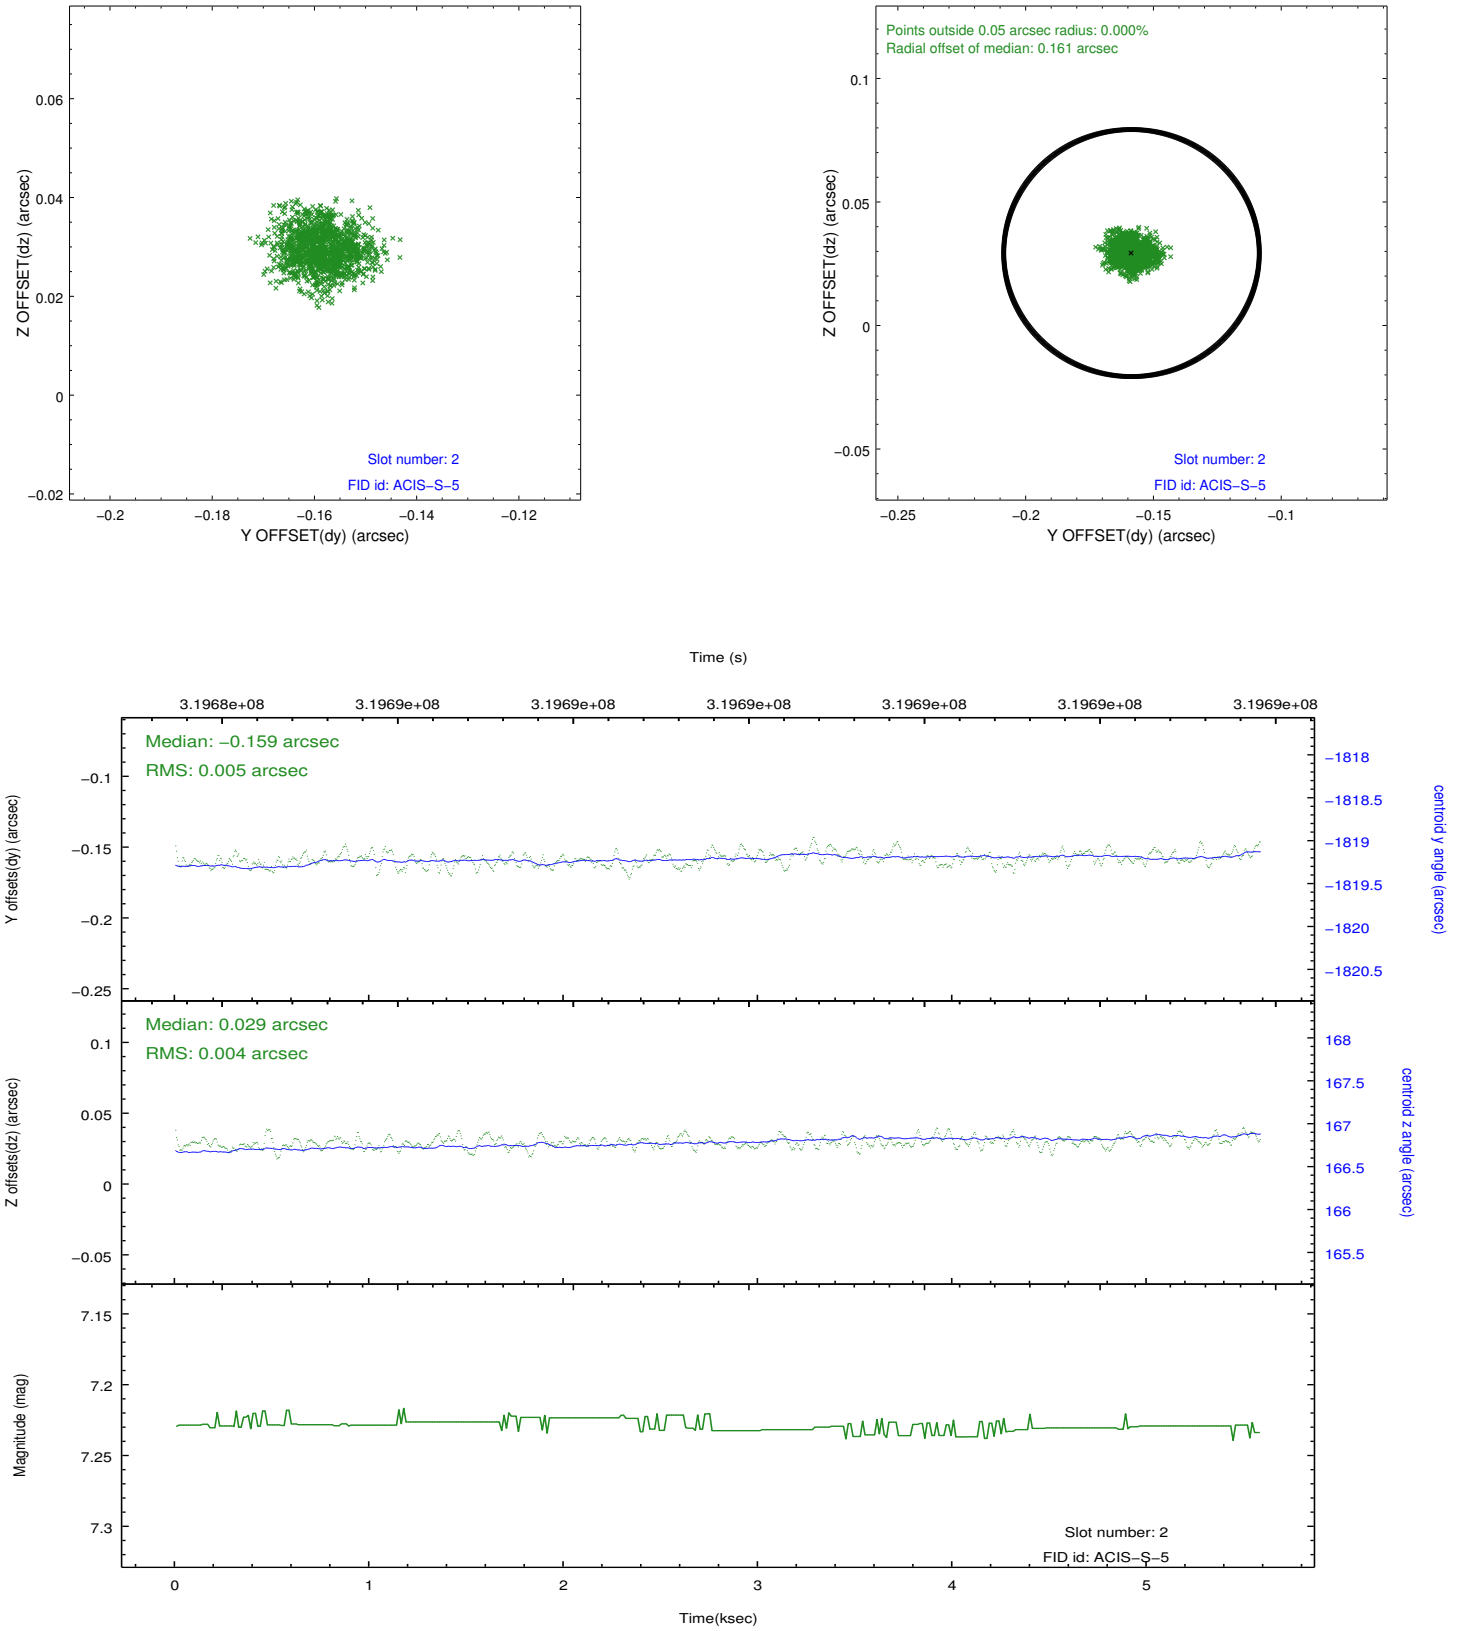 0.06
0.04
0.02
0
−0.02
Z OFFSET(dz) (arcsec)
Slot number: 2
FID id: ACIS−S−5
−0.2 −0.18 −0.16 −0.14 −0.12
Y OFFSET(dy) (arcsec)
Points outside 0.05 arcsec radius: 0.000%
Radial offset of median: 0.161 arcsec
0.1
0.05
0
−0.05
Z OFFSET(dz) (arcsec)
Slot number: 2
FID id: ACIS−S−5
−0.25 −0.2 −0.15 −0.1
Y OFFSET(dy) (arcsec)
Time (s)
3.1968e+08 3.1969e+08 3.1969e+08 3.1969e+08 3.1969e+08 3.1969e+08 3.1969e+08
Median: −0.159 arcsec
RMS: 0.005 arcsec
−0.1
−0.15
−0.2
−0.25
Y offsets(dy) (arcsec)
−1818
−1818.5
−1819
−1819.5
−1820
−1820.5
centroid y angle (arcsec)
Median: 0.029 arcsec
RMS: 0.004 arcsec
0.1
0.05
0
−0.05
Z offsets(dz) (arcsec)
168
167.5
167
166.5
166
165.5
centroid z angle (arcsec)
7.15
7.2
7.25
7.3
Magnitude (mag)
Slot number: 2
FID id: ACIS−S−5
0 1 2 3 4 5
Time(ksec)